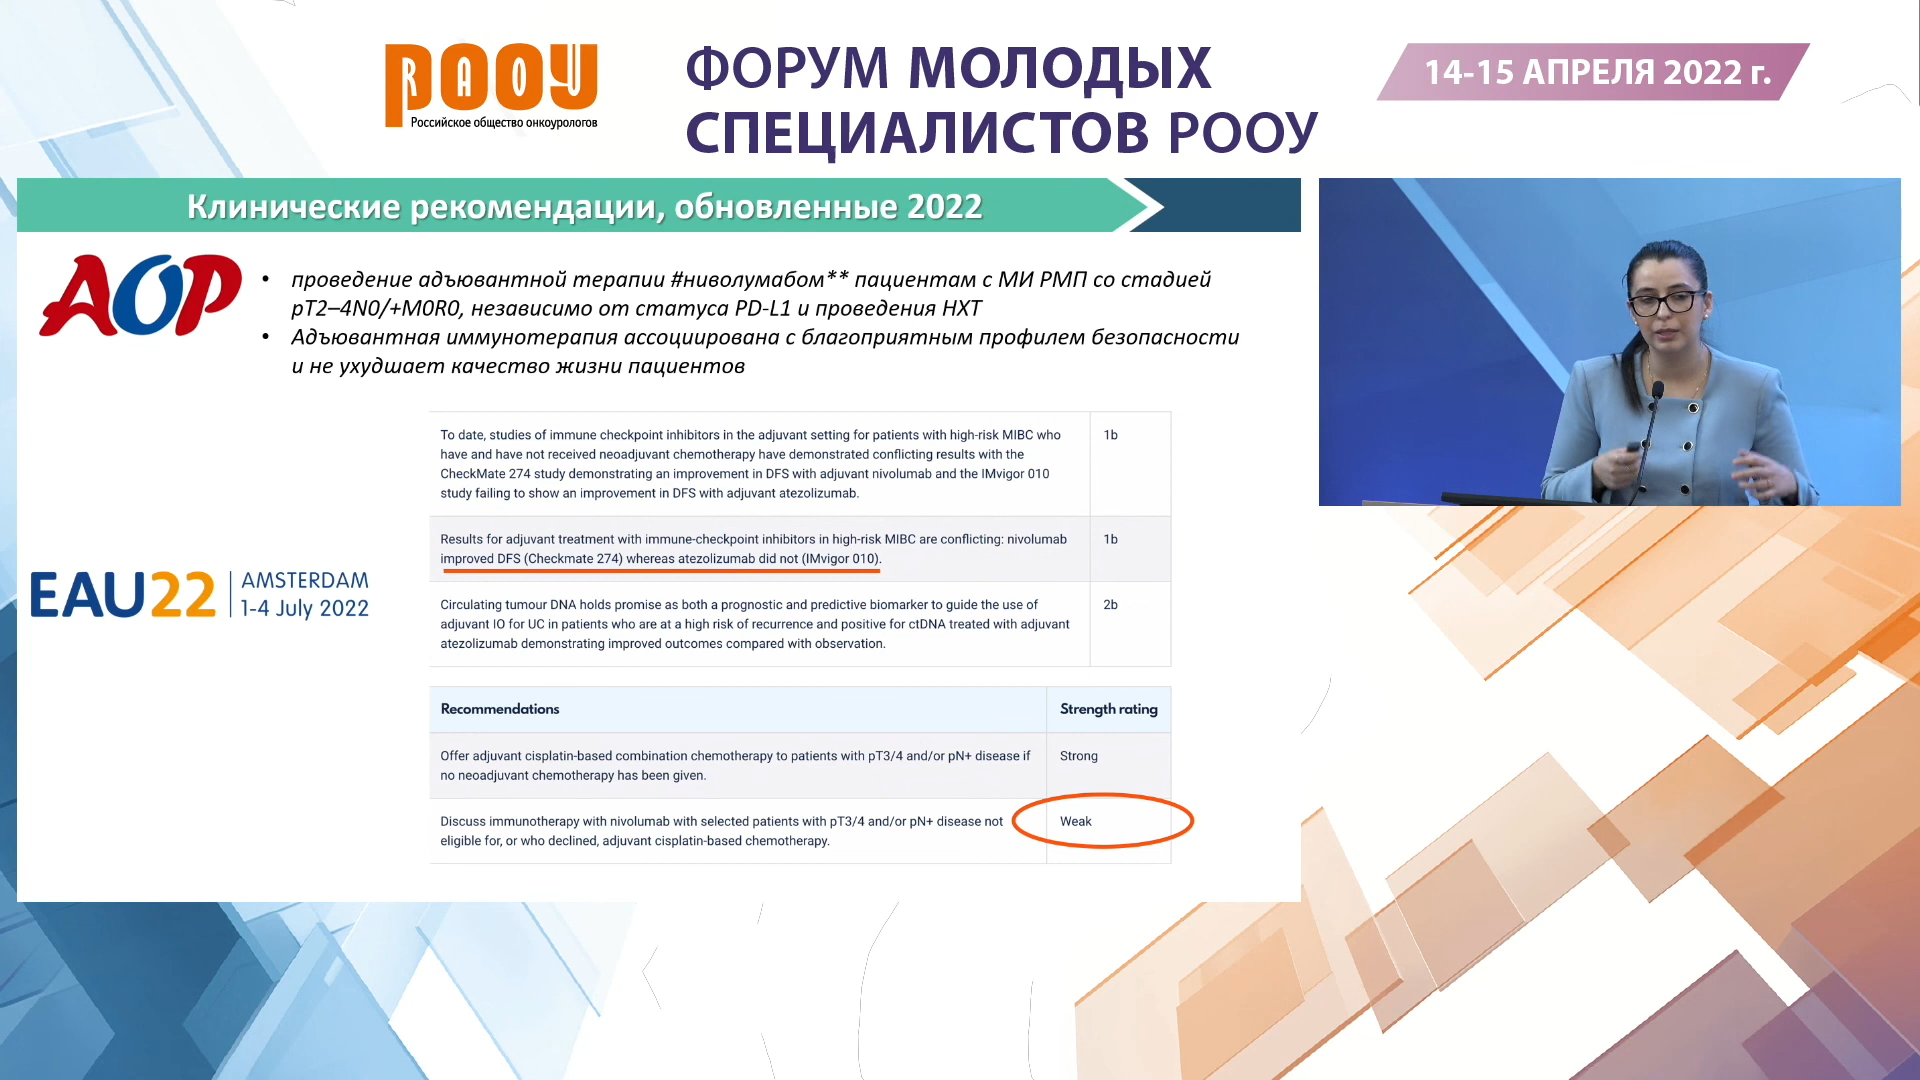 RAOU
РООУ
Российское общество онкоурологов
ФОРУМ МОЛОДЫХ
СПЕЦИАЛИСТОВ РООУ
14-15 АПРЕЛЯ 2022 г.
Клинические рекомендации, обновленные 2022
АОР
• проведение адъювантной терапии #ниволумабом** пациентам с МИ РМП со стадией
pT2–4N0/+M0R0, независимо от статуса PD-L1 и проведения НХТ
• Адъювантная иммунотерапия ассоциирована с благоприятным профилем безопасности
и не ухудшает качество жизни пациентов
To date, studies of immune checkpoint inhibitors in the adjuvant setting for patients with high-risk MIBC who 1b
have and have not received neoadjuvant chemotherapy have demonstrated conflicting results with the
CheckMate 274 study demonstrating an improvement in DFS with adjuvant nivolumab and the IMvigor 010
study failing to show an improvement in DFS with adjuvant atezolizumab.
Results for adjuvant treatment with immune-checkpoint inhibitors in high-risk MIBC are conflicting: nivolumab 1b
improved DFS (Checkmate 274) whereas atezolizumab did not (IMvigor 010).
EAU22 AMSTERDAM
1-4 July 2022
Circulating tumour DNA holds promise as both a prognostic and predictive biomarker to guide the use of 2b
adjuvant IO for UC in patients who are at a high risk of recurrence and positive for ctDNA treated with adjuvant
atezolizumab demonstrating improved outcomes compared with observation.
Recommendations Strength rating
Offer adjuvant cisplatin-based combination chemotherapy to patients with pT3/4 and/or pN+ disease if Strong
no neoadjuvant chemotherapy has been given.
Discuss immunotherapy with nivolumab with selected patients with pT3/4 and/or pN+ disease not Weak
eligible for, or who declined, adjuvant cisplatin-based chemotherapy.